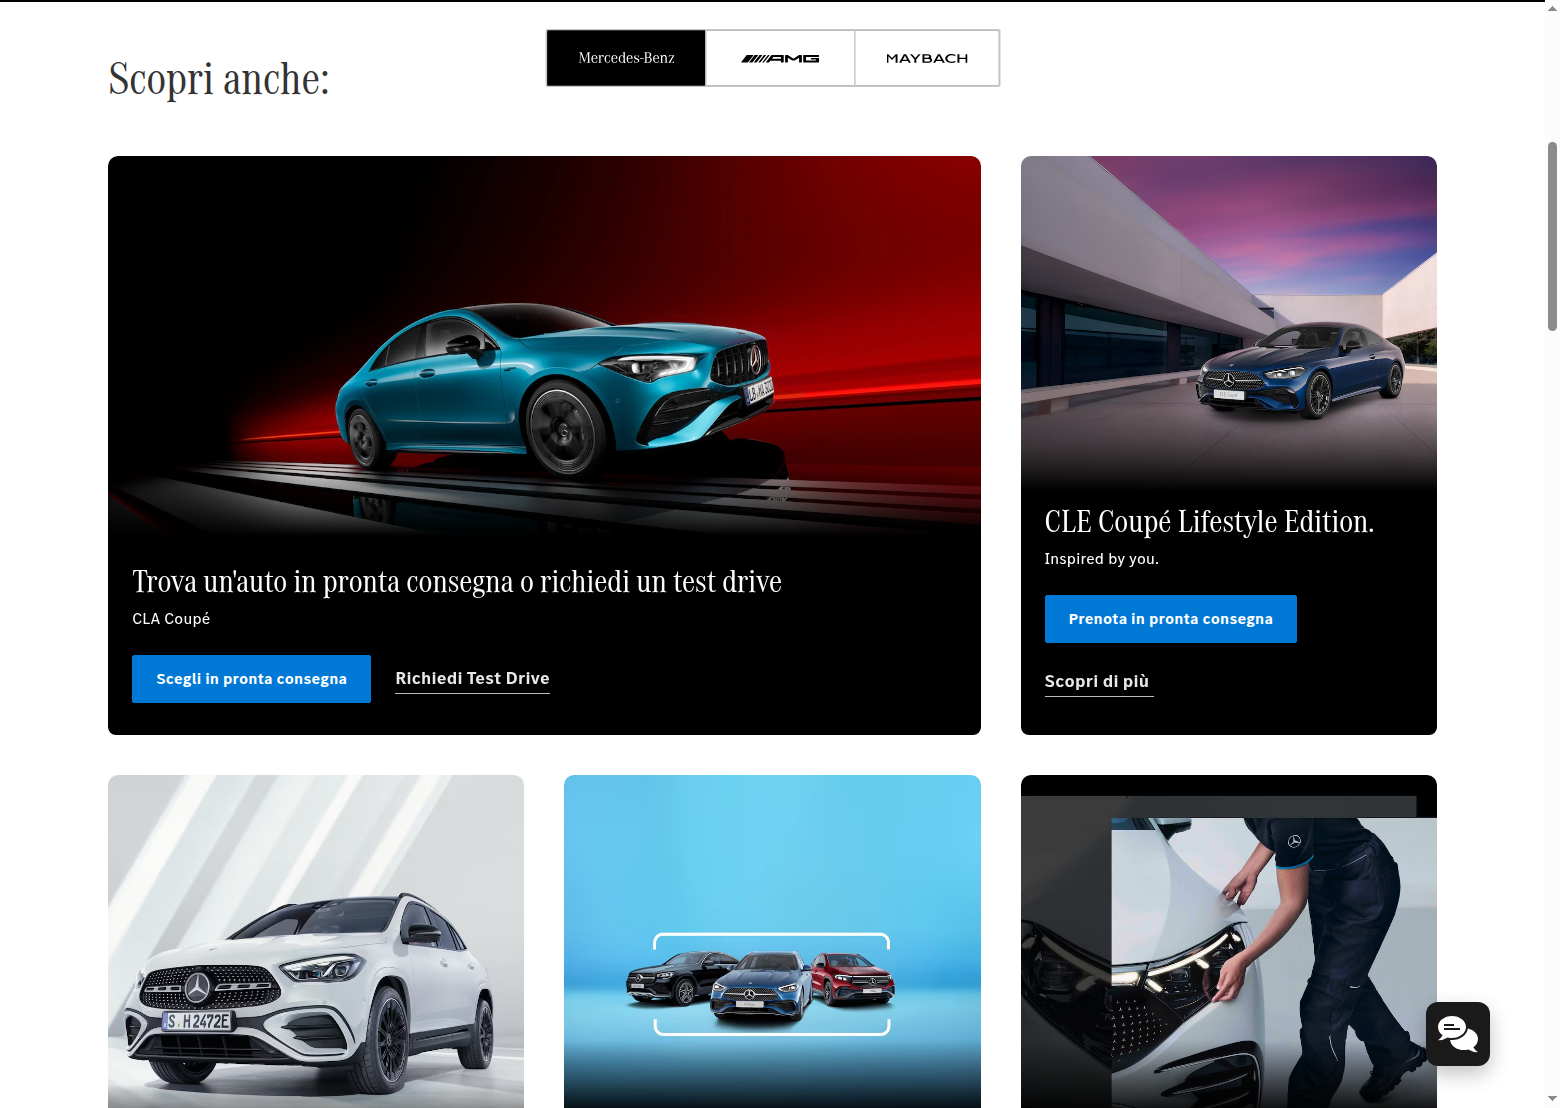 Mercedes-Benz
AMG
MAYBACH
Scopri anche:
Trova un'auto in pronta consegna o richiedi un test drive
CLA Coupé
Scegli in pronta consegna
Richiedi Test Drive
CLE Coupé Lifestyle Edition.
Inspired by you.
Prenota in pronta consegna
Scopri di più
S H 2472E